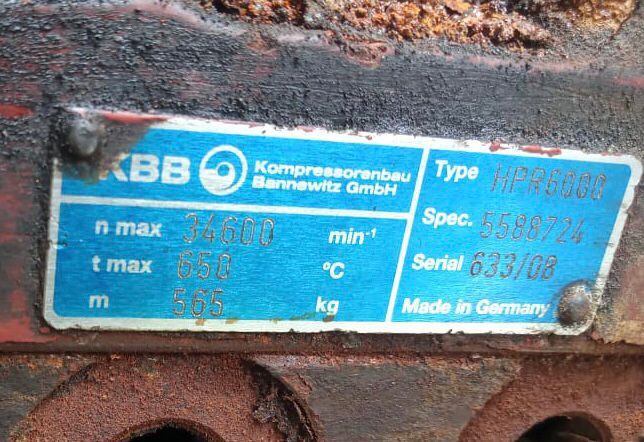 KBB Kompressorenbau
Bannewitz GmbH
n max 34600 min⁻¹
t max 650 °C
m 565 kg
Type HPR6000
Spec. 5588724
Serial 633/08
Made in Germany